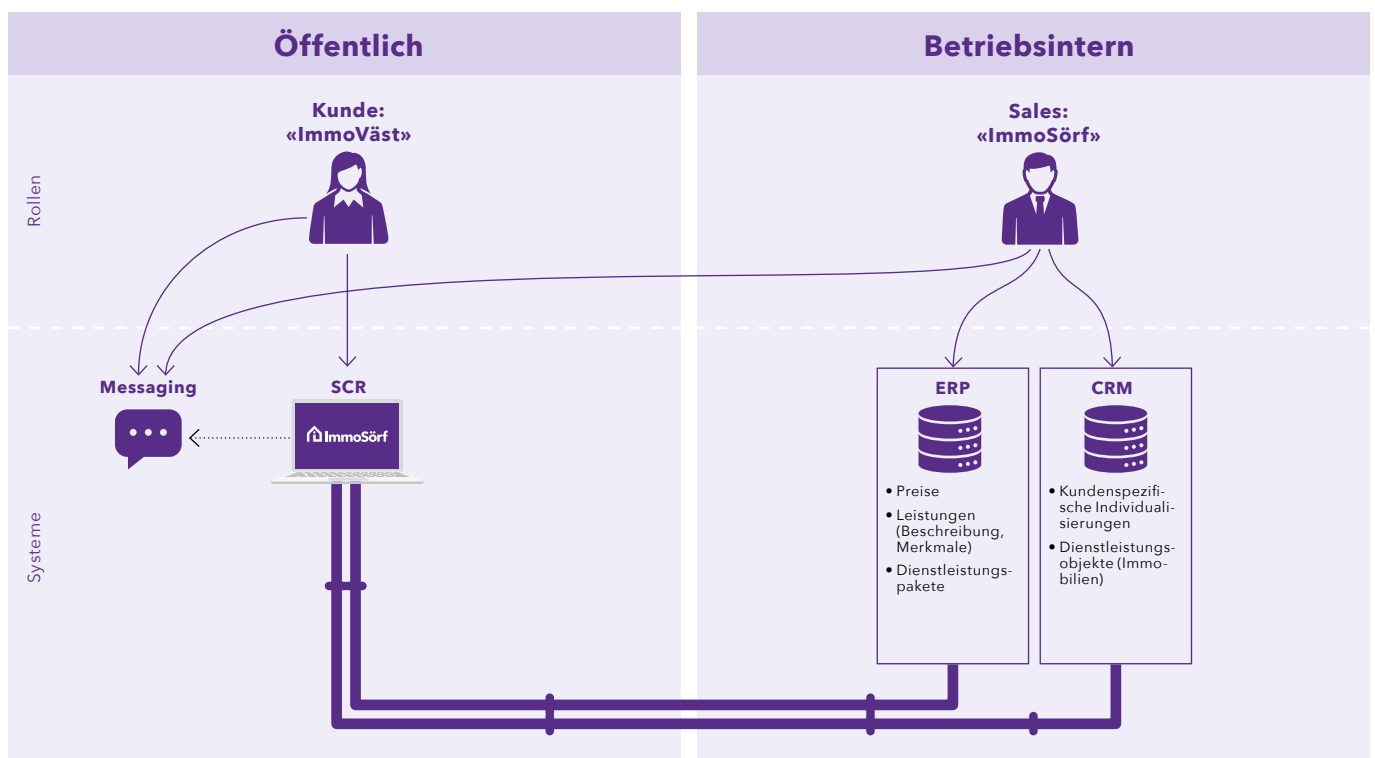 Öffentlich
Betriebsintern
Kunde:
«ImmoVäst»
Sales:
«ImmoSörf»
Rollen
Messaging
SCR
ImmoSörf
ERP
• Preise
• Leistungen
(Beschreibung,
Merkmale)
• Dienstleistungs-
pakete
CRM
• Kundenspezifi-
sche Individuali-
sierungen
• Dienstleistungs-
objekte (Immo-
bilien)
Systeme